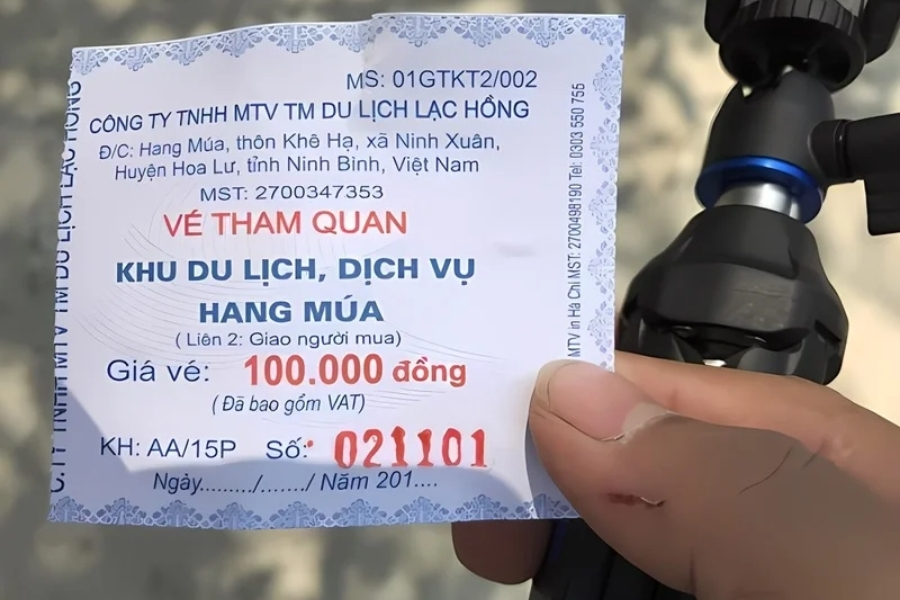 MS: 01GTKT2/002
CÔNG TY TNHH MTV TM DU LỊCH LẠC HỒNG
Đ/C: Hang Múa, thôn Khê Hạ, xã Ninh Xuân,
Huyện Hoa Lư, tỉnh Ninh Bình, Việt Nam
MST: 2700347353
VÉ THAM QUAN
KHU DU LỊCH, DỊCH VỤ
HANG MÚA
( Liên 2: Giao người mua)
Giá vé: 100.000 đồng
( Đã bao gồm VAT)
KH: AA/15P Số: 021101
Ngày......../......./ Năm 201....
C.TY TNHH MTV TM DU LỊCH LẠC HỒNG
MTV in Hà Chi MST: 2700498190 Tel: 0303 550 755